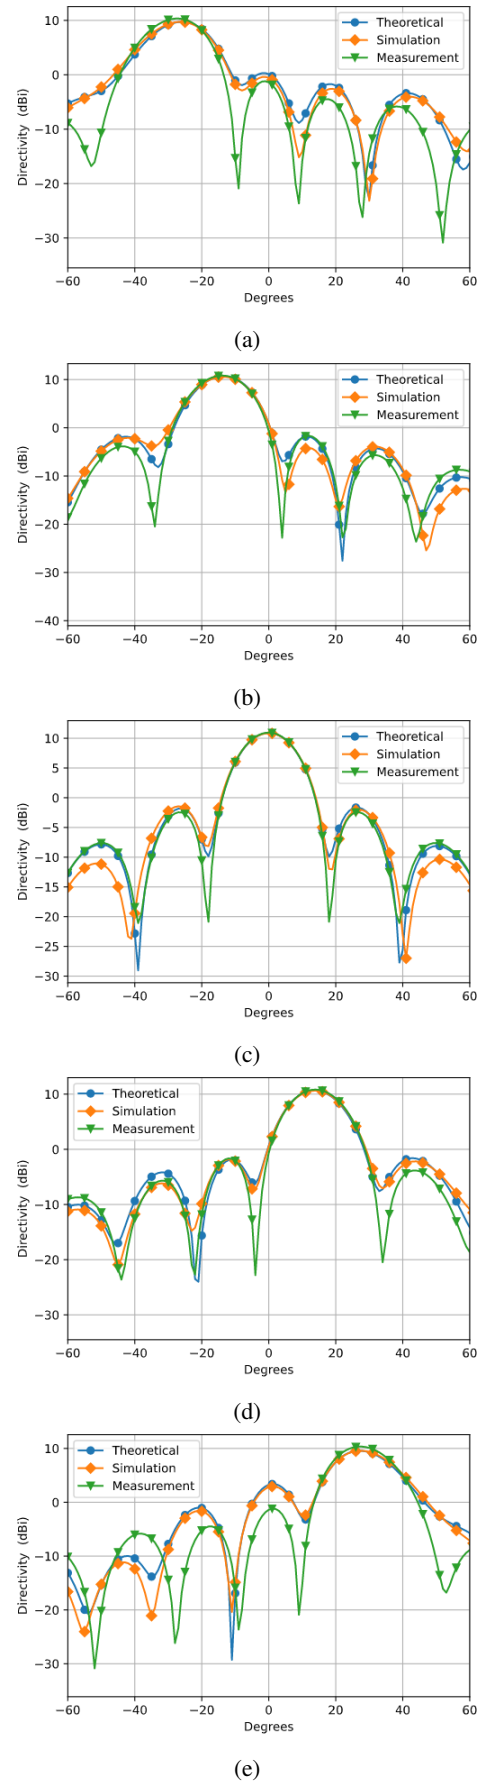 10
0
−10
−20
−30
Directivity (dBi)
Theoretical
Simulation
Measurement
−60 −40 −20 0 20 40 60
Degrees
(a)
10
0
−10
−20
−30
−40
Directivity (dBi)
Theoretical
Simulation
Measurement
−60 −40 −20 0 20 40 60
Degrees
(b)
10
5
0
−5
−10
−15
−20
−25
−30
Directivity (dBi)
Theoretical
Simulation
Measurement
−60 −40 −20 0 20 40 60
Degrees
(c)
10
0
−10
−20
−30
Directivity (dBi)
Theoretical
Simulation
Measurement
−60 −40 −20 0 20 40 60
Degrees
(d)
10
0
−10
−20
−30
Directivity (dBi)
Theoretical
Simulation
Measurement
−60 −40 −20 0 20 40 60
Degrees
(e)